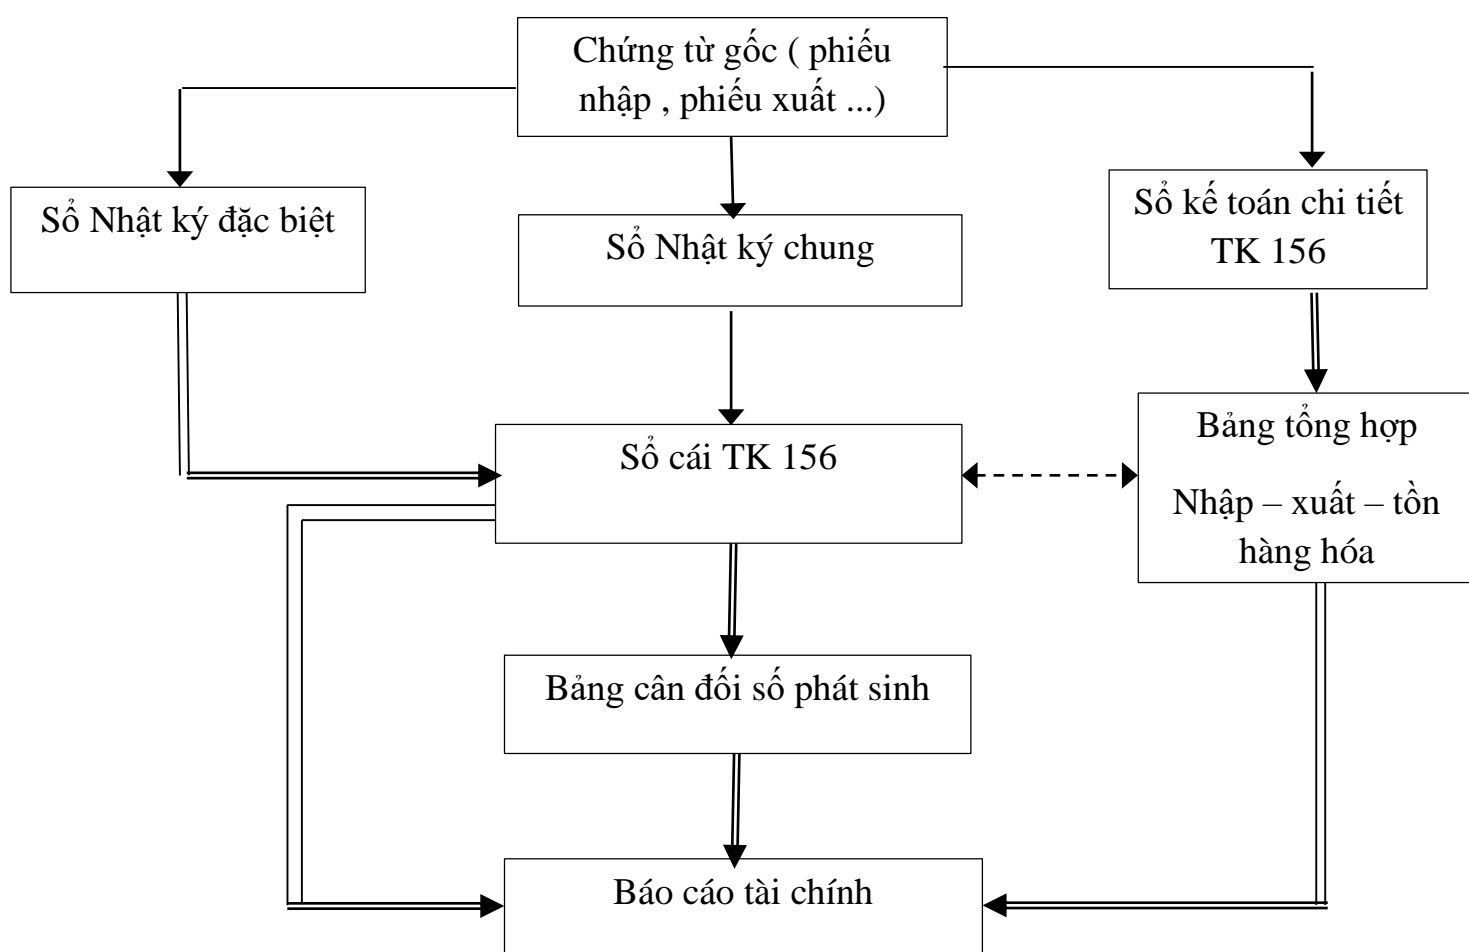 Chứng từ gốc ( phiếu
nhập , phiếu xuất ...)
Sổ Nhật ký đặc biệt
Sổ Nhật ký chung
Sổ kế toán chi tiết
TK 156
Sổ cái TK 156
Bảng tổng hợp
Nhập – xuất – tồn
hàng hóa
Bảng cân đối số phát sinh
Báo cáo tài chính